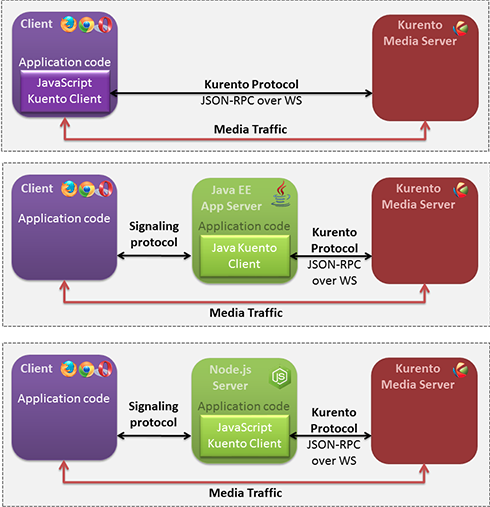 Client
Kurento
Media Server
Application code
JavaScript
Kuento Client
Kurento Protocol
JSON-RPC over WS
Media Traffic
Client
Java EE
App Server
Kurento
Media Server
Application code
Signaling
protocol
Application code
Java Kuento
Client
Kurento
Protocol
JSON-RPC
over WS
Media Traffic
Client
Node.js
Server
JS
Kurento
Media Server
Application code
Signaling
protocol
Application code
JavaScript
Kuento Client
Kurento
Protocol
JSON-RPC
over WS
Media Traffic